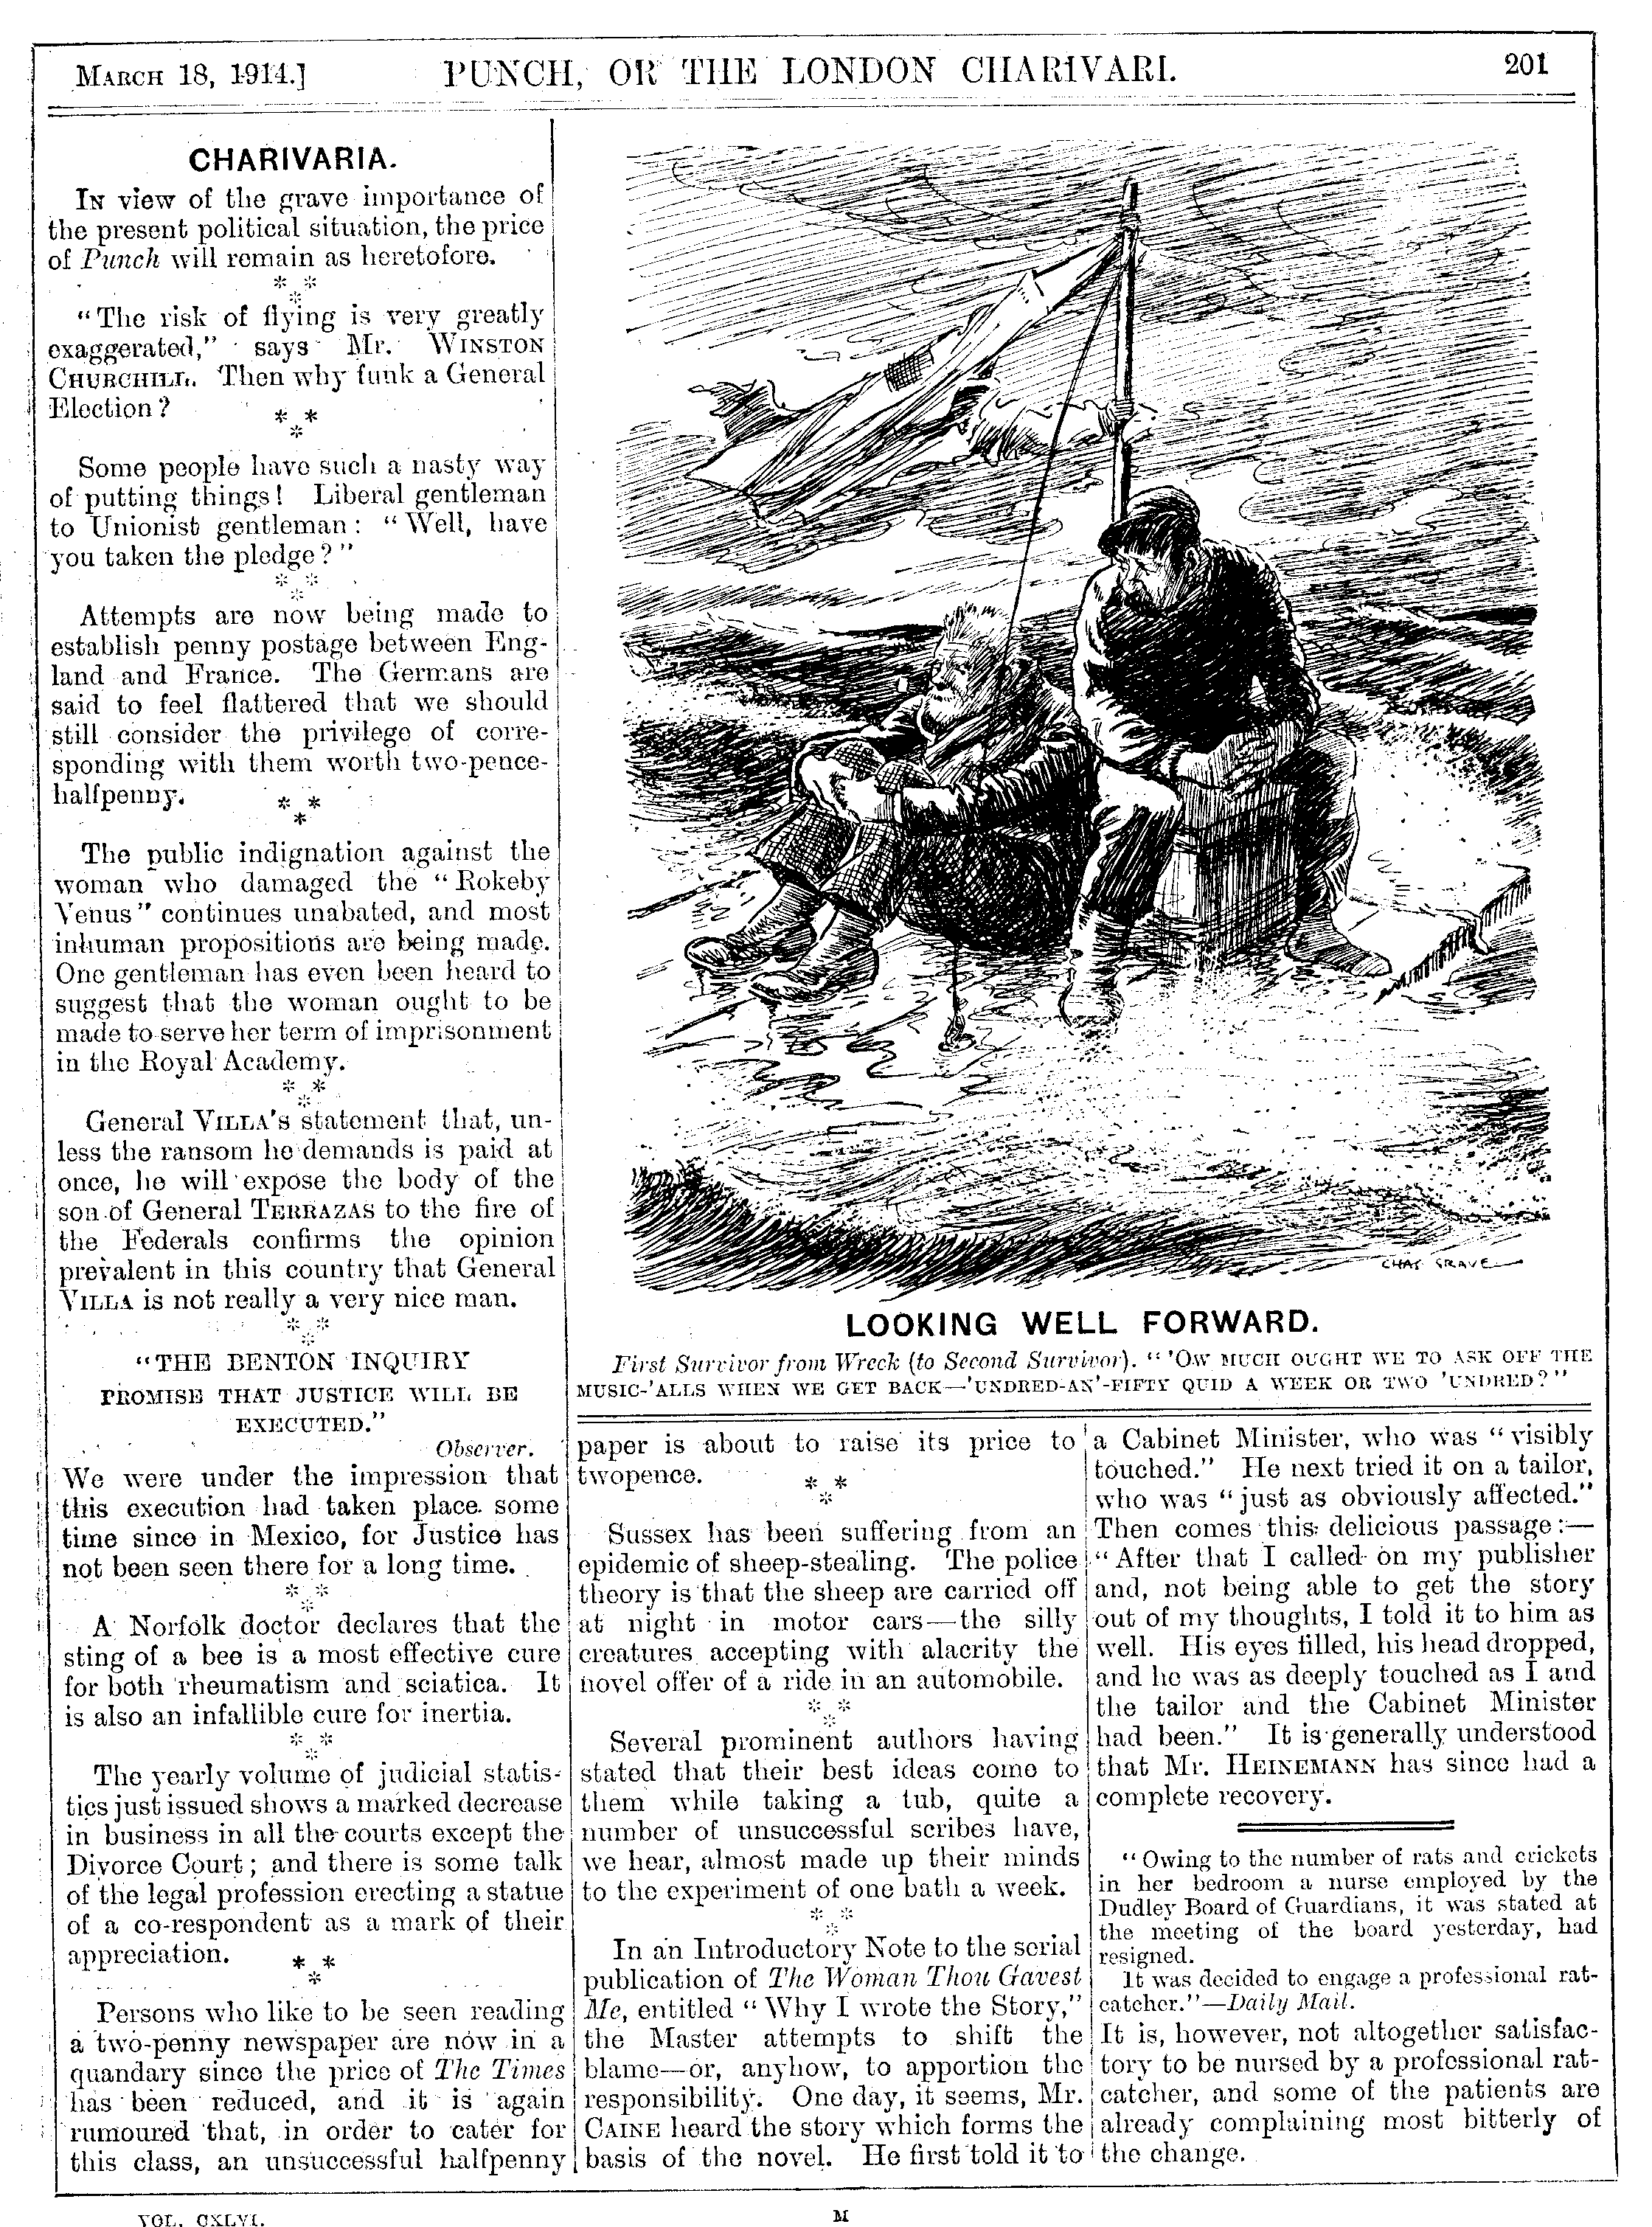 MARCH 18, 1914.] PUNCH, OR THE LONDON CHARIVARI. 201
CHARIVARIA.
IN view of the grave importance of
the present political situation, the price
of Punch will remain as heretofore.
* *
*
"The risk of flying is very greatly
exaggerated," says Mr. WINSTON
CHURCHILL. Then why funk a General
Election?
* *
*
Some people have such a nasty way
of putting things! Liberal gentleman
to Unionist gentleman: "Well, have
you taken the pledge?"
* *
*
Attempts are now being made to
establish penny postage between Eng-
land and France. The Germans are
said to feel flattered that we should
still consider the privilege of corre-
sponding with them worth two-pence-
halfpenny.
* *
*
The public indignation against the
woman who damaged the "Rokeby
Venus" continues unabated, and most
inhuman propositions are being made.
One gentleman has even been heard to
suggest that the woman ought to be
made to serve her term of imprisonment
in the Royal Academy.
* *
*
General VILLA'S statement that, un-
less the ransom he demands is paid at
once, he will expose the body of the
son of General TERRAZAS to the fire of
the Federals confirms the opinion
prevalent in this country that General
VILLA is not really a very nice man.
* *
*
"THE BENTON INQUIRY
PROMISE THAT JUSTICE WILL BE
EXECUTED."
Observer.
We were under the impression that
this execution had taken place some
time since in Mexico, for Justice has
not been seen there for a long time.
* *
*
A Norfolk doctor declares that the
sting of a bee is a most effective cure
for both rheumatism and sciatica. It
is also an infallible cure for inertia.
* *
*
The yearly volume of judicial statis-
tics just issued shows a marked decrease
in business in all the courts except the
Divorce Court; and there is some talk
of the legal profession erecting a statue
of a co-respondent as a mark of their
appreciation.
* *
*
Persons who like to be seen reading
a two-penny newspaper are now in a
quandary since the price of The Times
has been reduced, and it is again
rumoured that, in order to cater for
this class, an unsuccessful halfpenny
CHAS GRAVE
LOOKING WELL FORWARD.
First Survivor from Wreck (to Second Survivor). "'OW MUCH OUGHT WE TO ASK OFF THE
MUSIC-'ALLS WHEN WE GET BACK—'UNDRED-AN'-FIFTY QUID A WEEK OR TWO 'UNDRED?"
paper is about to raise its price to
twopence.
* *
*
Sussex has been suffering from an
epidemic of sheep-stealing. The police
theory is that the sheep are carried off
at night in motor cars—the silly
creatures accepting with alacrity the
novel offer of a ride in an automobile.
* *
*
Several prominent authors having
stated that their best ideas come to
them while taking a tub, quite a
number of unsuccessful scribes have,
we hear, almost made up their minds
to the experiment of one bath a week.
* *
*
In an Introductory Note to the serial
publication of The Woman Thou Gavest
Me, entitled "Why I wrote the Story,"
the Master attempts to shift the
blame—or, anyhow, to apportion the
responsibility. One day, it seems, Mr.
CAINE heard the story which forms the
basis of the novel. He first told it to
a Cabinet Minister, who was "visibly
touched." He next tried it on a tailor,
who was "just as obviously affected."
Then comes this delicious passage:—
"After that I called on my publisher
and, not being able to get the story
out of my thoughts, I told it to him as
well. His eyes filled, his head dropped,
and he was as deeply touched as I and
the tailor and the Cabinet Minister
had been." It is generally understood
that Mr. HEINEMANN has since had a
complete recovery.
"Owing to the number of rats and crickets
in her bedroom a nurse employed by the
Dudley Board of Guardians, it was stated at
the meeting of the board yesterday, had
resigned.
It was decided to engage a professional rat-
catcher."—Daily Mail.
It is, however, not altogether satisfac-
tory to be nursed by a professional rat-
catcher, and some of the patients are
already complaining most bitterly of
the change.
VOL. CXLVI. M